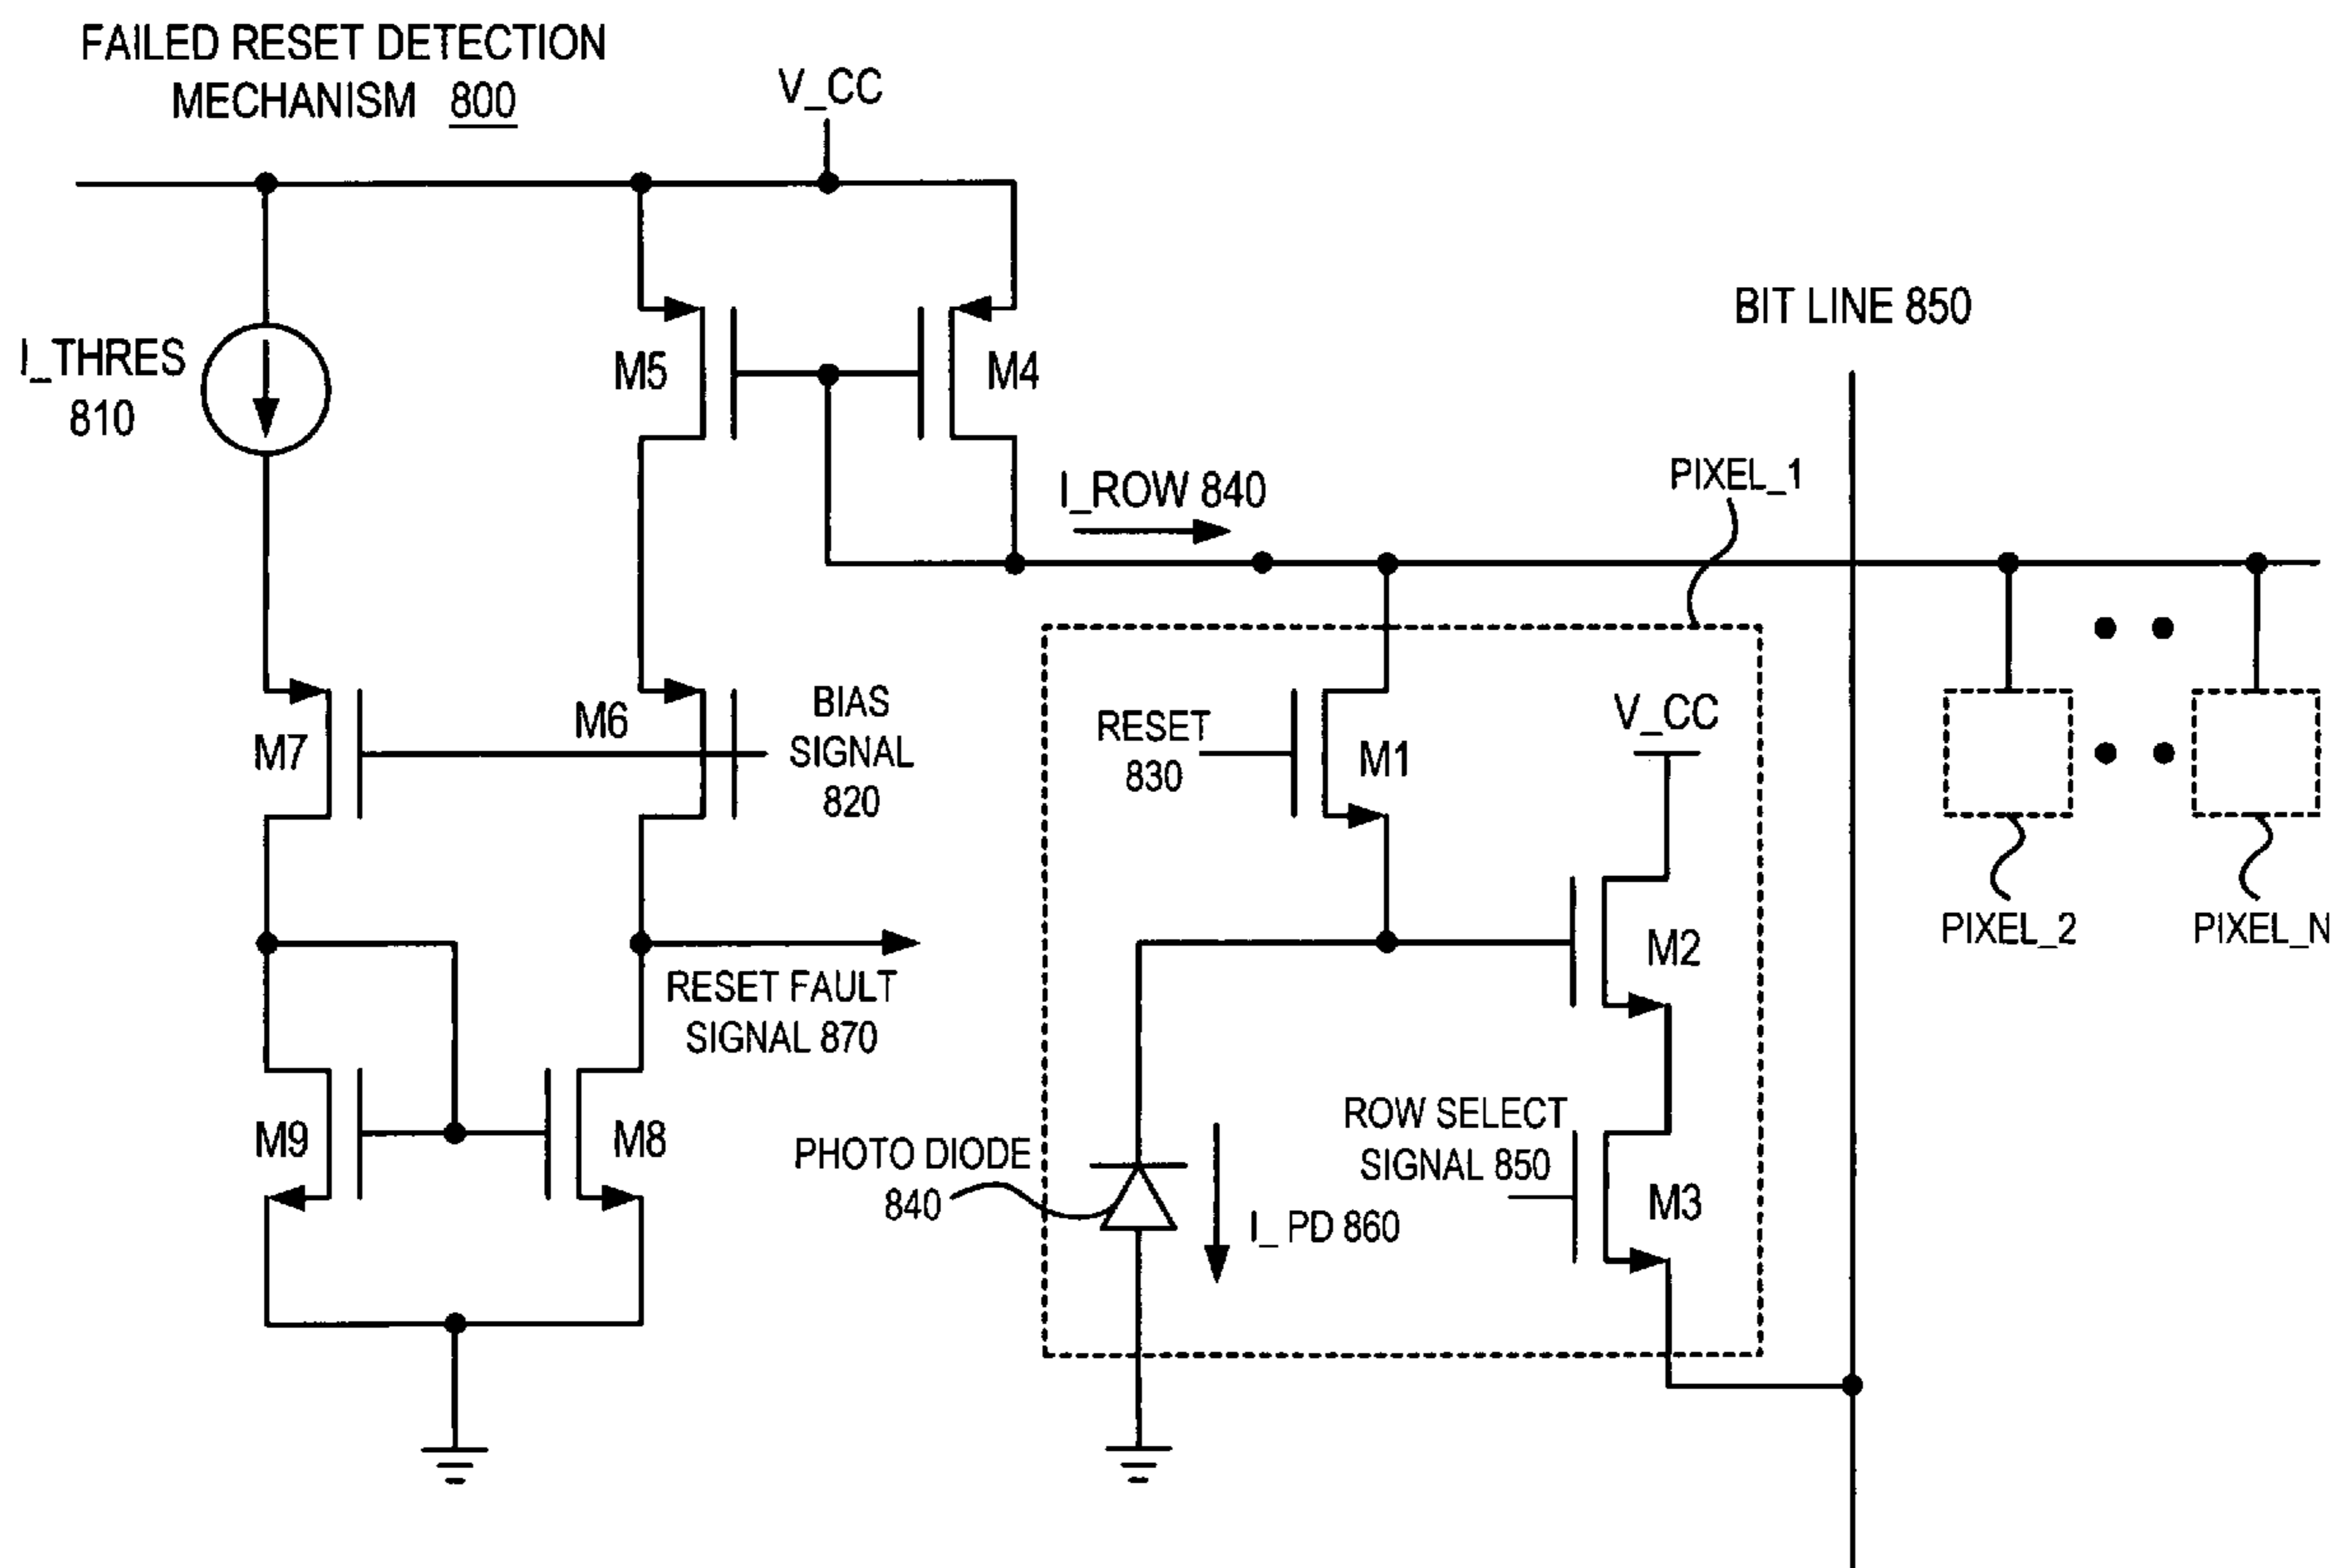 FAILED RESET DETECTION
MECHANISM 800
V_CC
I_THRES
810
M5
M4
BIT LINE 850
I_ROW 840
PIXEL_1
M7
M6
BIAS
SIGNAL
820
RESET
830
M1
V_CC
PIXEL_2
PIXEL_N
M2
RESET FAULT
SIGNAL 870
M9
M8
PHOTO DIODE
840
I_ PD 860
ROW SELECT
SIGNAL 850
M3